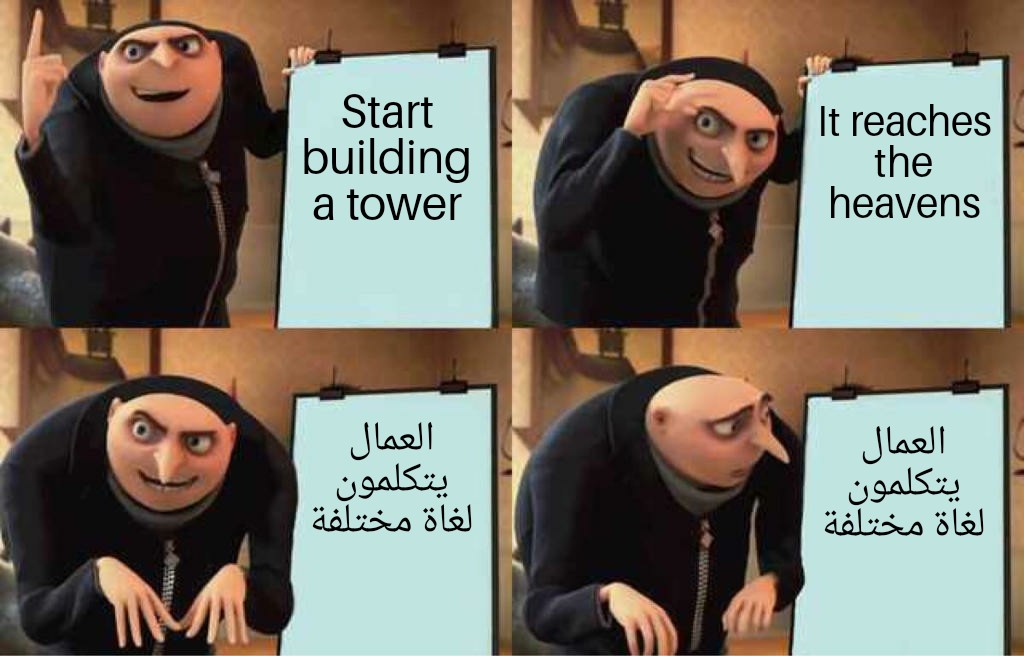 Start
building
a tower
It reaches
the
heavens
العمال
يتكلمون
لغاة مختلفة
العمال
يتكلمون
لغاة مختلفة